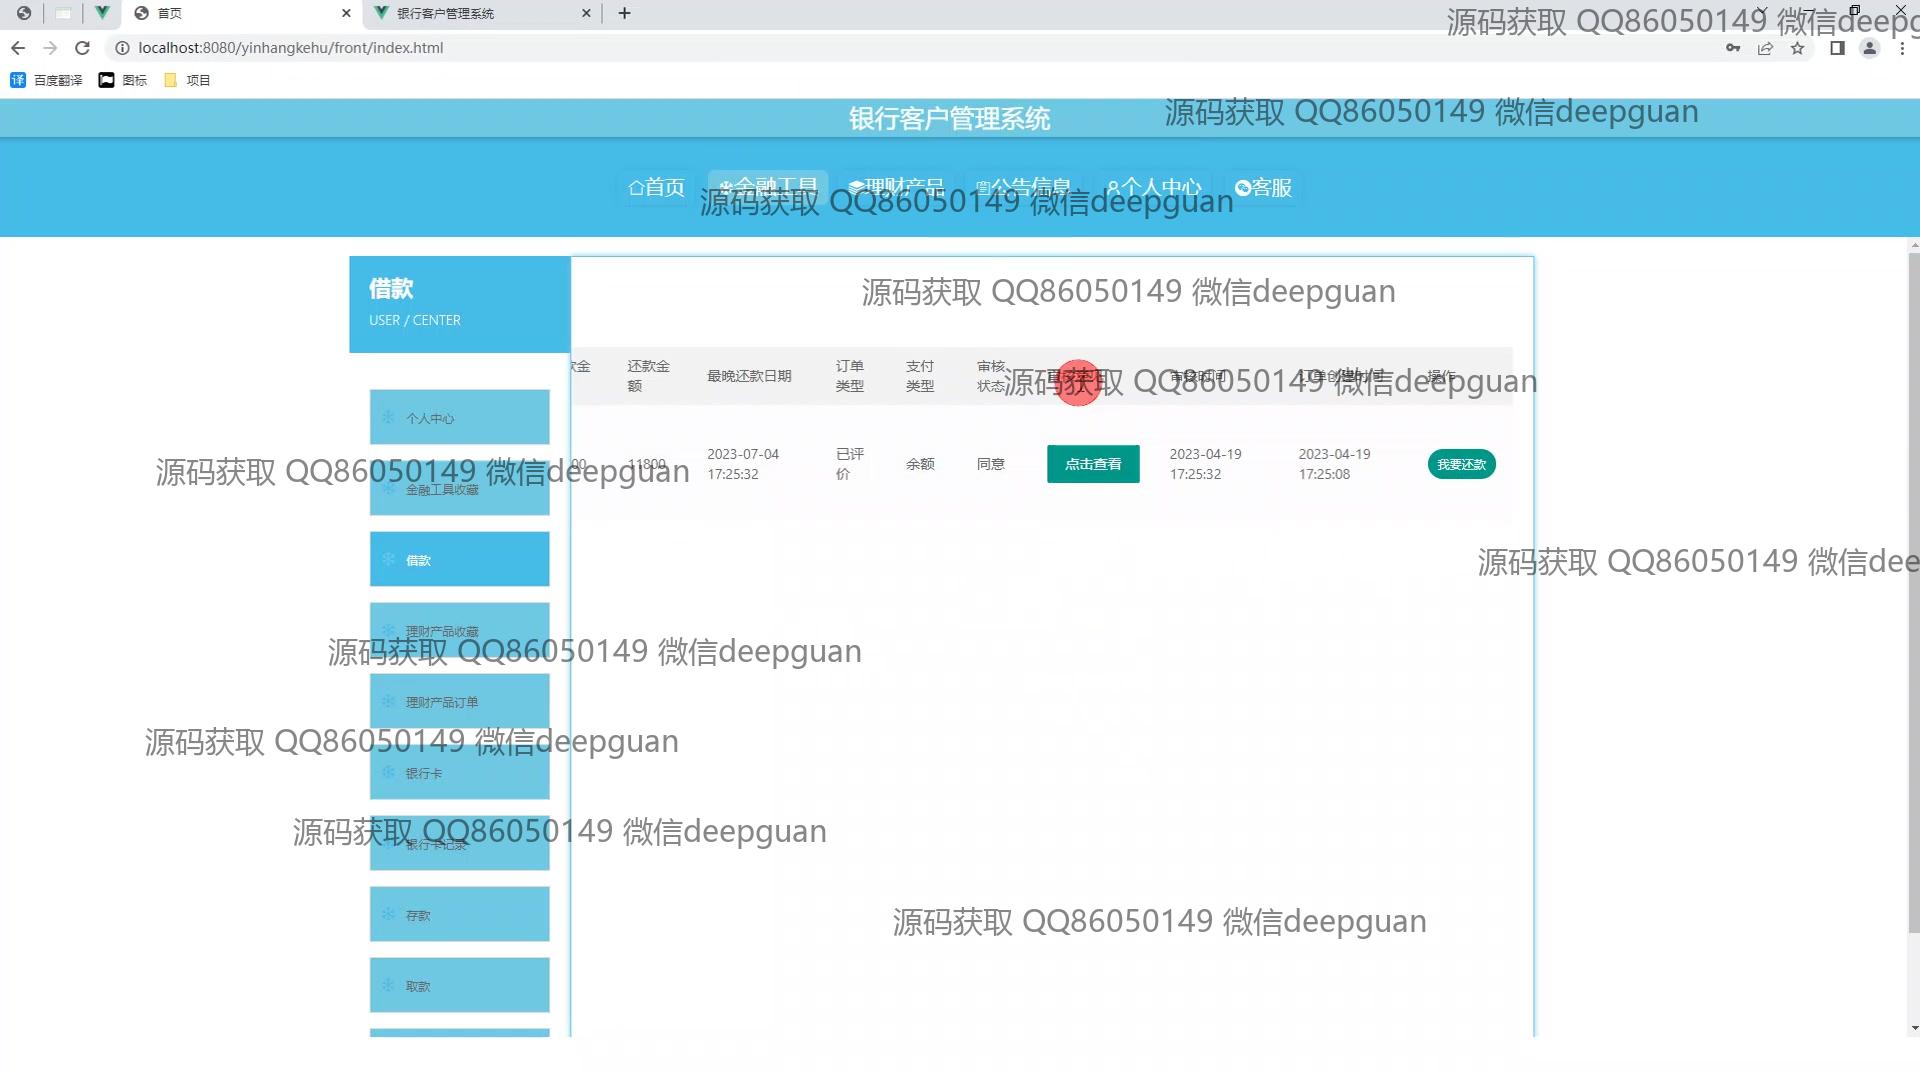 首页
银行客户管理系统
localhost:8080/yinhangkehu/front/index.html
百度翻译
图标
项目
源码获取 QQ86050149 微信deepg
银行客户管理系统
源码获取 QQ86050149 微信deepguan
首页
金融工具
理财产品
公告信息
个人中心
客服
源码获取 QQ86050149 微信deepguan
借款
USER / CENTER
源码获取 QQ86050149 微信deepguan
款金
还款金额
最晚还款日期
订单类型
支付类型
审核状态
审核时间
订单创建时间
操作
源码获取 QQ86050149 微信deepguan
00
11800
2023-07-04 17:25:32
已评价
余额
同意
点击查看
2023-04-19 17:25:32
2023-04-19 17:25:08
我要还款
个人中心
源码获取 QQ86050149 微信deepguan
金融工具收藏
借款
源码获取 QQ86050149 微信dee
理财产品收藏
源码获取 QQ86050149 微信deepguan
理财产品订单
源码获取 QQ86050149 微信deepguan
银行卡
源码获取 QQ86050149 微信deepguan
银行卡记录
存款
源码获取 QQ86050149 微信deepguan
取款